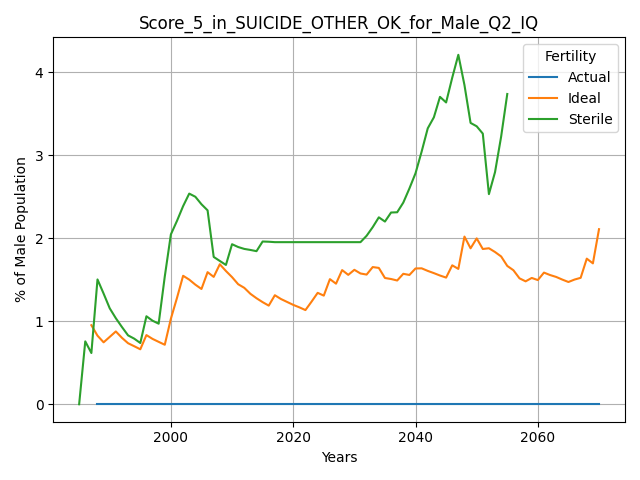 Score_5_in_SUICIDE_OTHER_OK_for_Male_Q2_IQ
Fertility
Actual
Ideal
Sterile
% of Male Population
4
3
2
1
0
2000 2020 2040 2060
Years